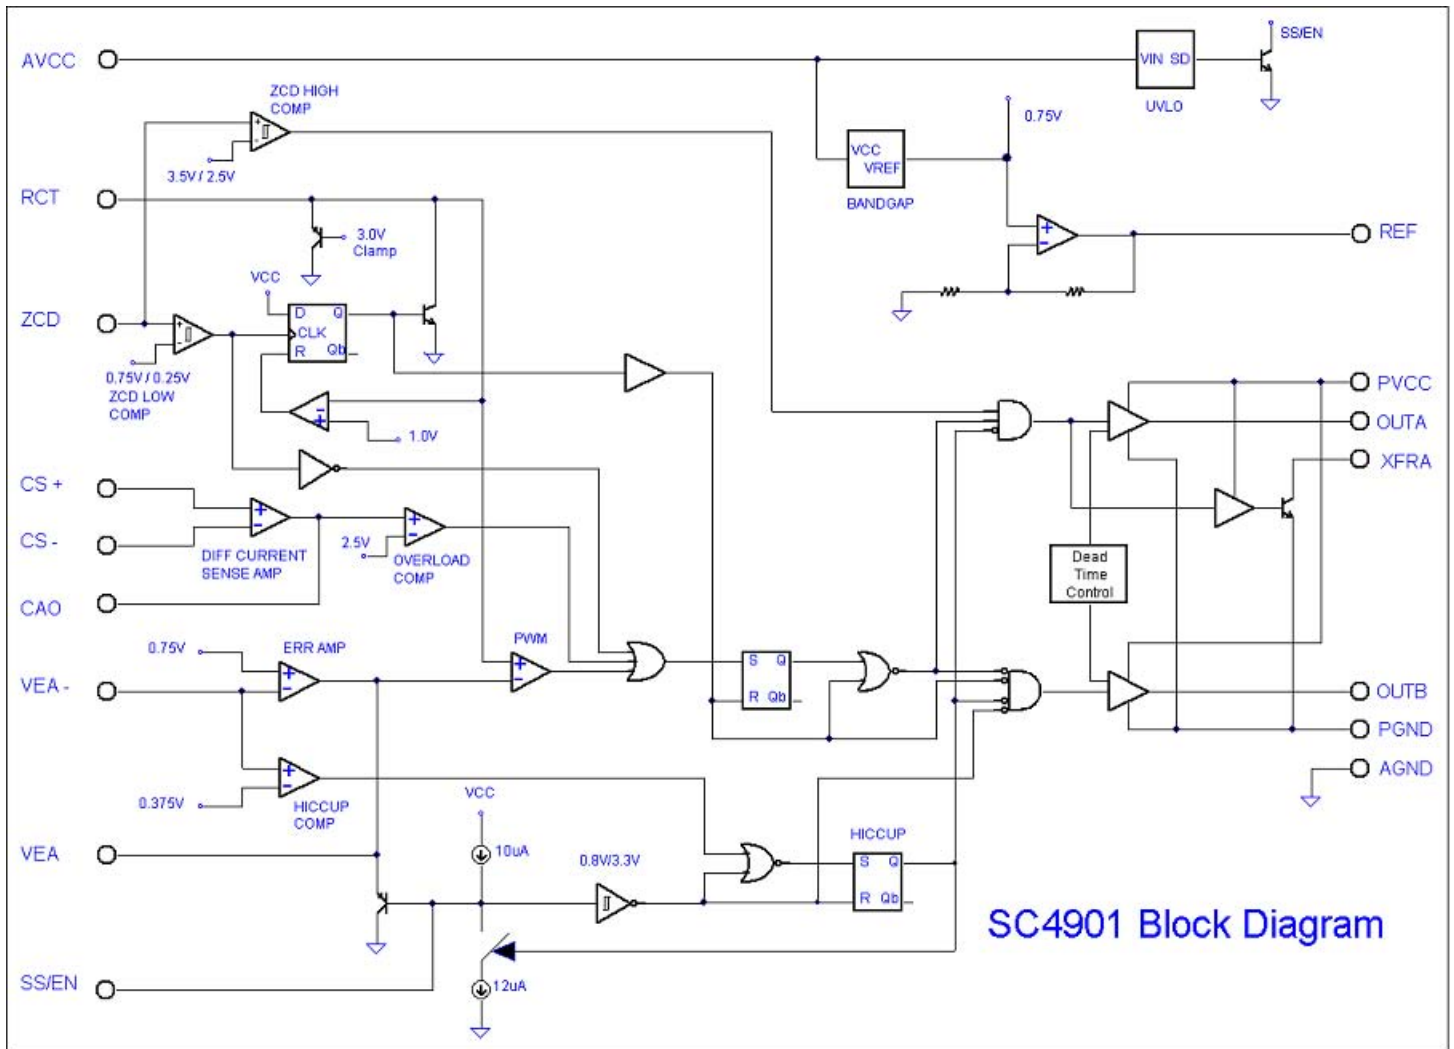 SS/EN
AVCC
VIN SD
UVLO
ZCD HIGH
COMP
3.5V / 2.5V
0.75V
VCC
VREF
BANDGAP
RCT
3.0V
Clamp
+
-
REF
VCC
ZCD
D Q
CLK
R Qb
0.75V / 0.25V
ZCD LOW
COMP
1.0V
PVCC
OUTA
XFRA
CS +
CS -
DIFF CURRENT
SENSE AMP
2.5V
OVERLOAD
COMP
Dead
Time
Control
CAO
0.75V
ERR AMP
PWM
VEA -
S Q
R Qb
OUTB
PGND
AGND
0.375V
HICCUP
COMP
VCC
10uA
0.8V/3.3V
HICCUP
S Q
R Qb
VEA
SC4901 Block Diagram
SS/EN
12uA